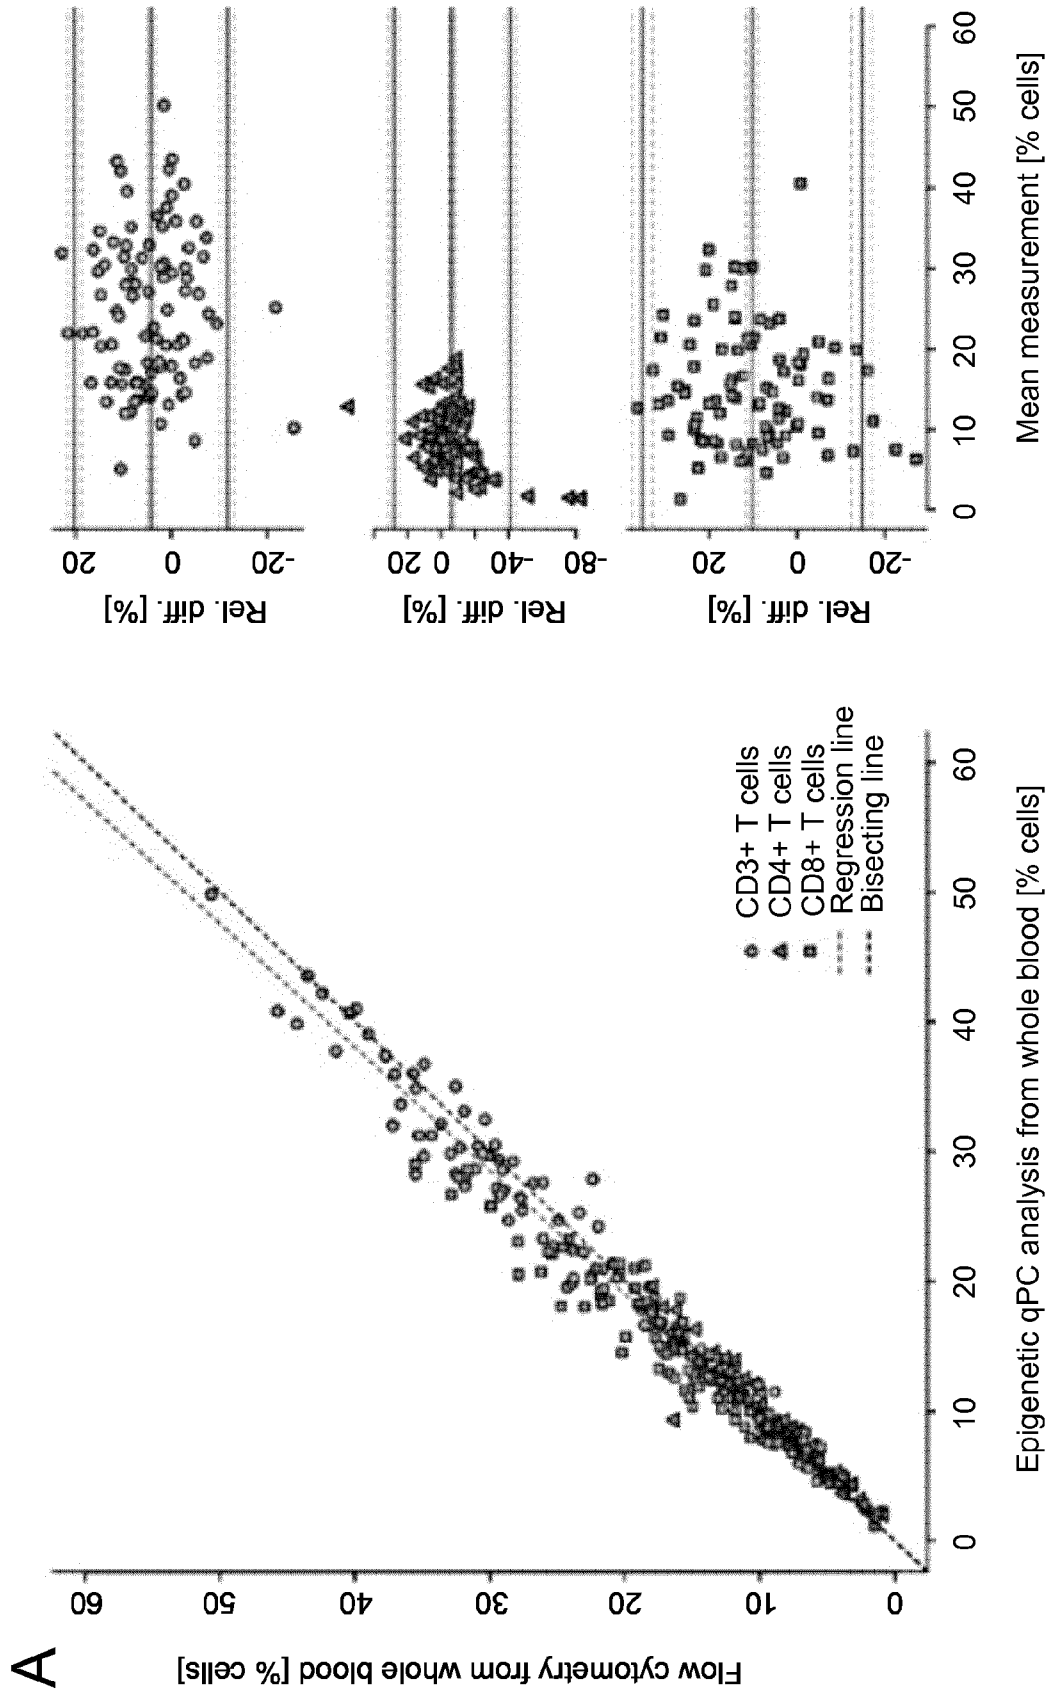 A
Flow cytometry from whole blood [% cells]
60
50
40
30
20
10
0
0
10
20
30
40
50
60
Epigenetic qPC analysis from whole blood [% cells]
CD3+ T cells
CD4+ T cells
CD8+ T cells
Regression line
Bisecting line
Rel. diff. [%]
20
0
-20
Rel. diff. [%]
20
0
-40
-80
Rel. diff. [%]
20
0
-20
0
10
20
30
40
50
60
Mean measurement [% cells]